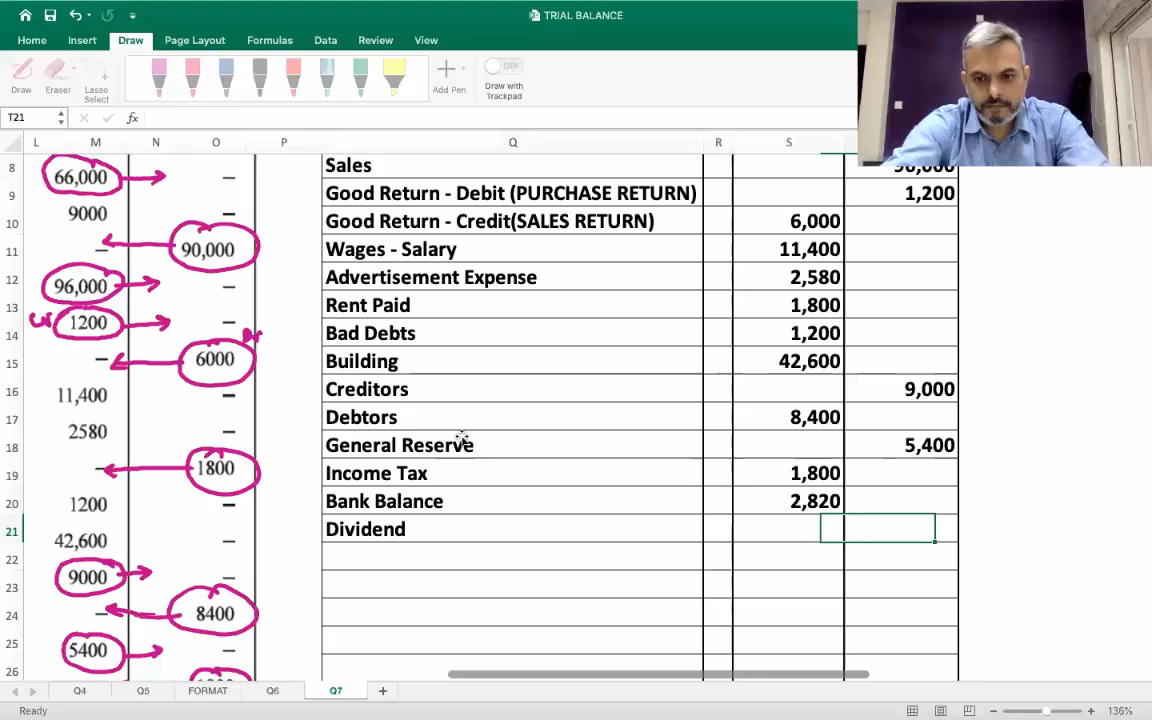 TRIAL BALANCE
Home Insert Draw Page Layout Formulas Data Review View
Draw Eraser Lasso Select Add Pen OFF Draw with Trackpad
T21 fx
L M N O P Q R S
8 66,000 – Sales
9 9000 – Good Return - Debit (PURCHASE RETURN) 1,200
10 – 90,000 Good Return - Credit(SALES RETURN) 6,000
11 Wages - Salary 11,400
12 96,000 – Advertisement Expense 2,580
13 Cr 1200 – Rent Paid 1,800
14 – 6000 Dr Bad Debts 1,200
15 Building 42,600
16 11,400 – Creditors 9,000
17 2580 – Debtors 8,400
18 – 1800 General Reserve 5,400
19 Income Tax 1,800
20 1200 – Bank Balance 2,820
21 42,600 – Dividend
22 9000 –
23
24 – 8400
25 5400 –
26
Q4 Q5 FORMAT Q6 Q7 +
Ready 136%